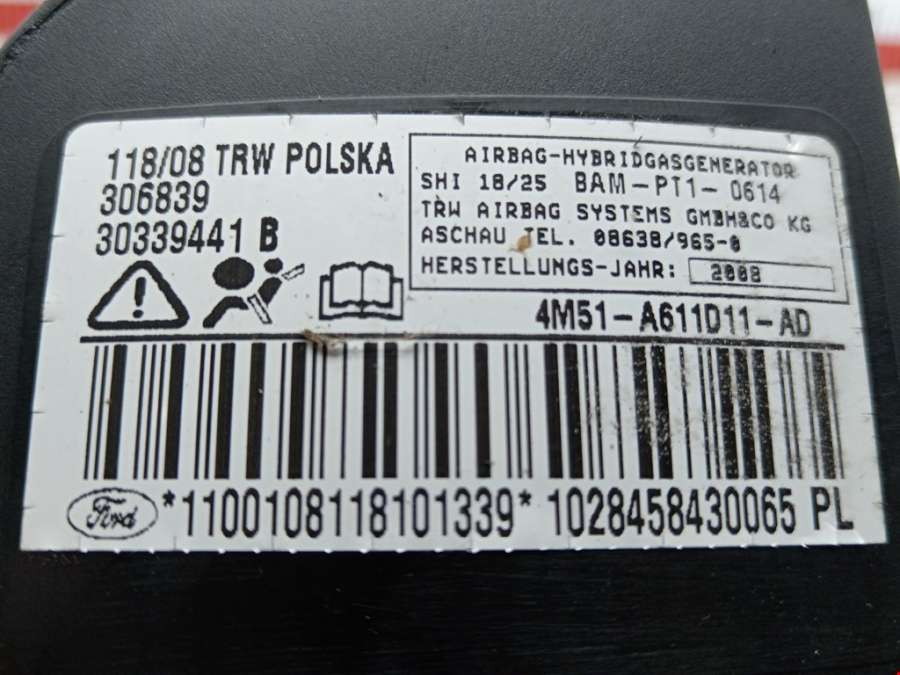 118/08 TRW POLSKA
306839
30339441 B
AIRBAG-HYBRIDGASGENERATOR
SHI 18/25 BAM-PT1-0614
TRW AIRBAG SYSTEMS GMBH&CO KG
ASCHAU TEL. 08638/965-0
HERSTELLUNGS-JAHR: 2008
4M51-A611D11-AD
Ford *1100108118101339* 1028458430065 PL